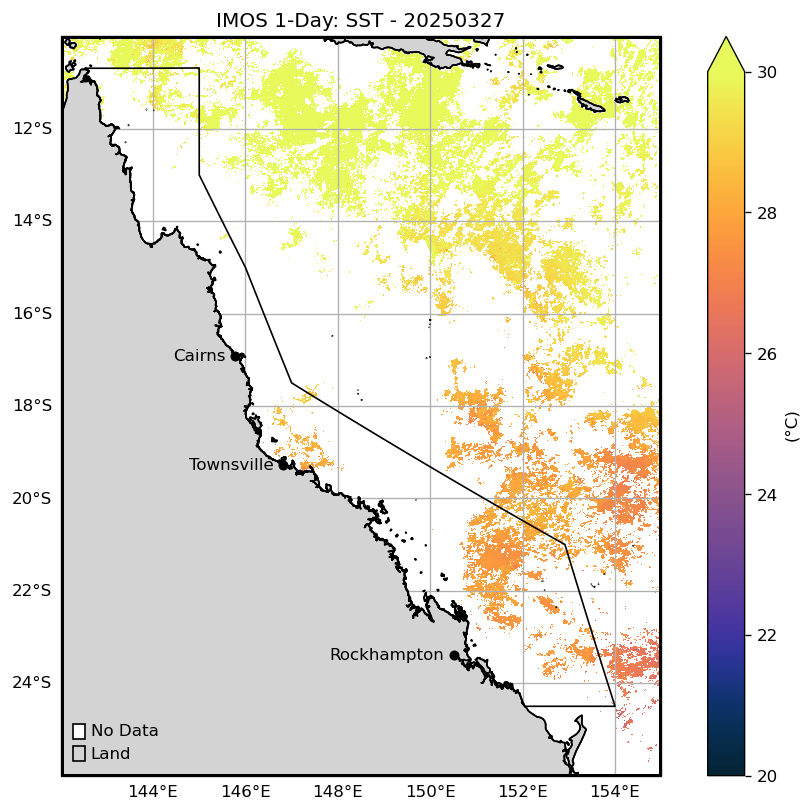 IMOS 1-Day: SST - 20250327
12°S
14°S
16°S
18°S
20°S
22°S
24°S
Cairns
Townsville
Rockhampton
No Data
Land
144°E 146°E 148°E 150°E 152°E 154°E
30
28
26
24
22
20
(°C)